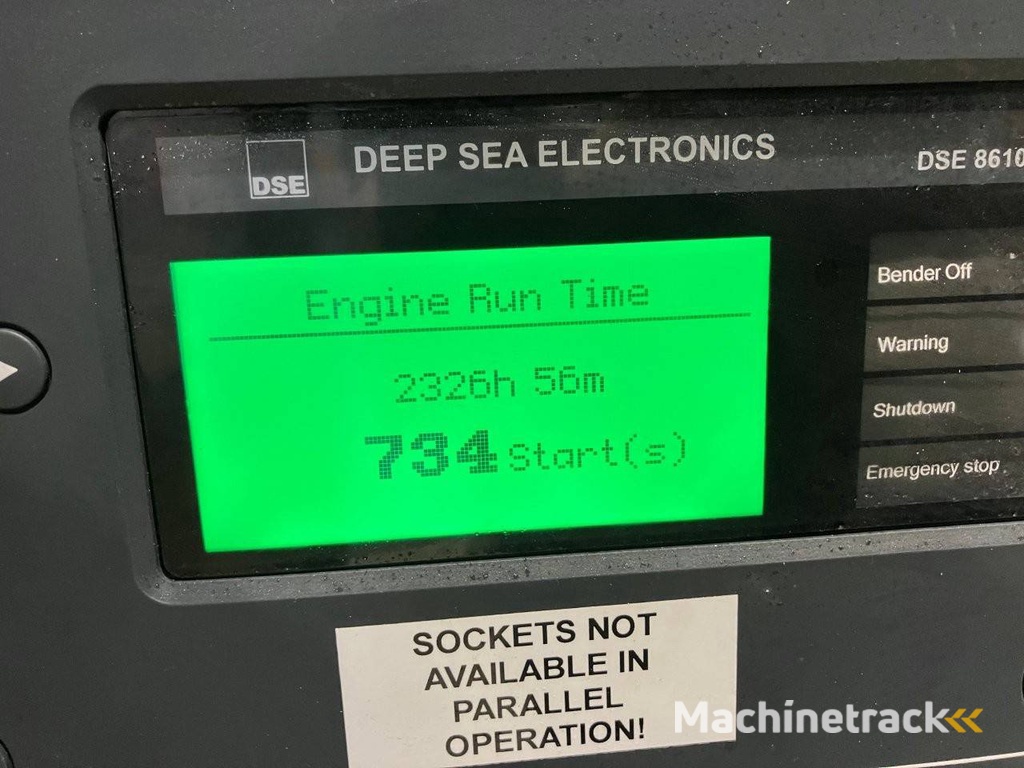 DSE
DEEP SEA ELECTRONICS
DSE 8610
Engine Run Time
2326h 56m
734 Start(s)
Bender Off
Warning
Shutdown
Emergency stop
SOCKETS NOT
AVAILABLE IN
PARALLEL
OPERATION!
Machinetrack